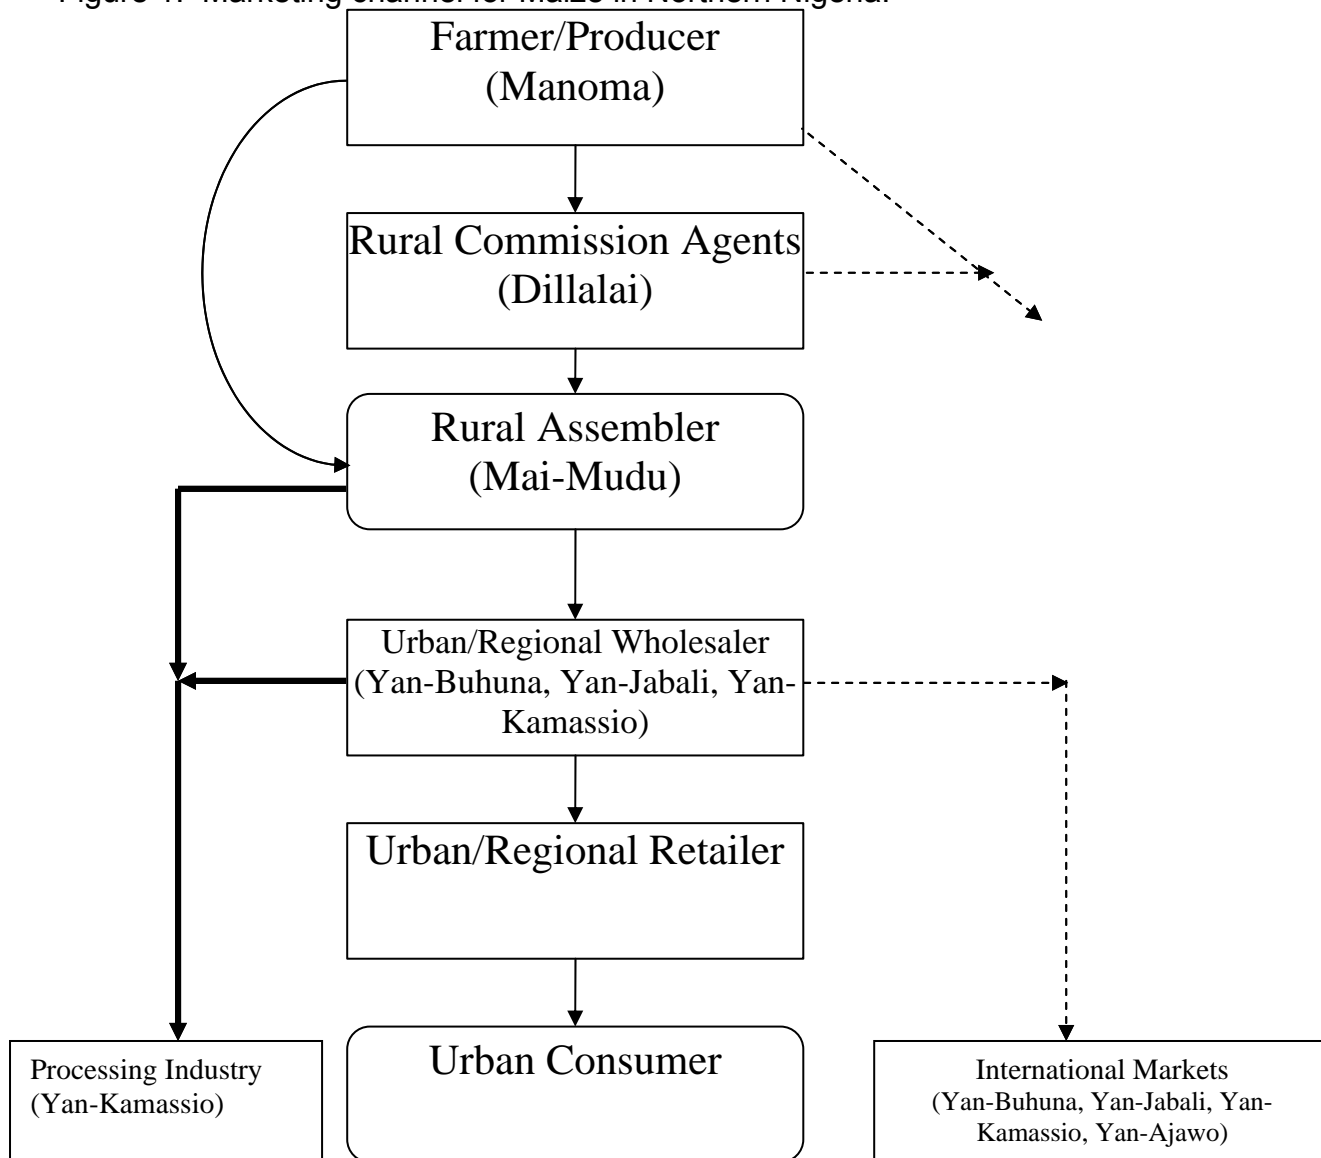 Figure 1: Marketing channel for Maize in Northern Nigeria.
Farmer/Producer
(Manoma)
Rural Commission Agents
(Dillalai)
Rural Assembler
(Mai-Mudu)
Urban/Regional Wholesaler
(Yan-Buhuna, Yan-Jabali, Yan-
Kamassio)
Urban/Regional Retailer
Processing Industry
(Yan-Kamassio)
Urban Consumer
International Markets
(Yan-Buhuna, Yan-Jabali, Yan-
Kamassio, Yan-Ajawo)